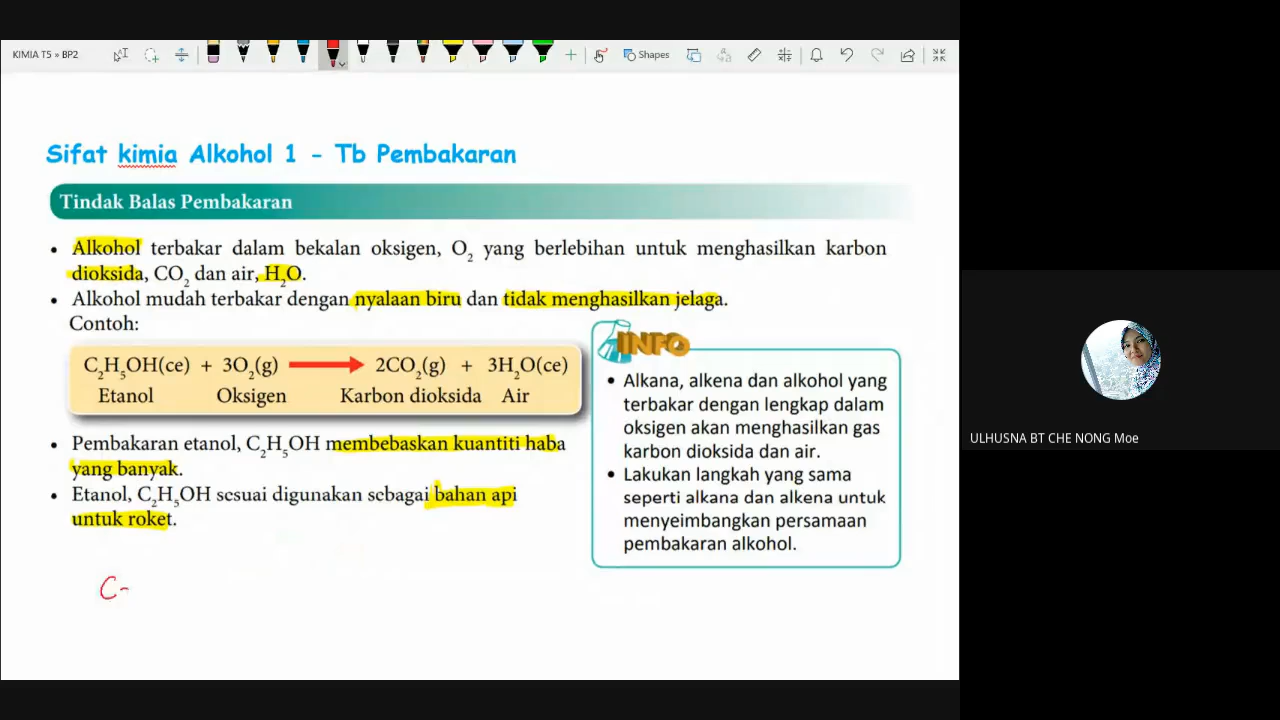 KIMIA T5 » BP2
Shapes
Sifat kimia Alkohol 1 - Tb Pembakaran
Tindak Balas Pembakaran
• Alkohol terbakar dalam bekalan oksigen, O₂ yang berlebihan untuk menghasilkan karbon
dioksida, CO₂ dan air, H₂O.
• Alkohol mudah terbakar dengan nyalaan biru dan tidak menghasilkan jelaga.
Contoh:
C₂H₅OH(ce) + 3O₂(g) → 2CO₂(g) + 3H₂O(ce)
Etanol Oksigen Karbon dioksida Air
• Pembakaran etanol, C₂H₅OH membebaskan kuantiti haba
yang banyak.
• Etanol, C₂H₅OH sesuai digunakan sebagai bahan api
untuk roket.
INFO
• Alkana, alkena dan alkohol yang
terbakar dengan lengkap dalam
oksigen akan menghasilkan gas
karbon dioksida dan air.
• Lakukan langkah yang sama
seperti alkana dan alkena untuk
menyeimbangkan persamaan
pembakaran alkohol.
C-
ULHUSNA BT CHE NONG Moe